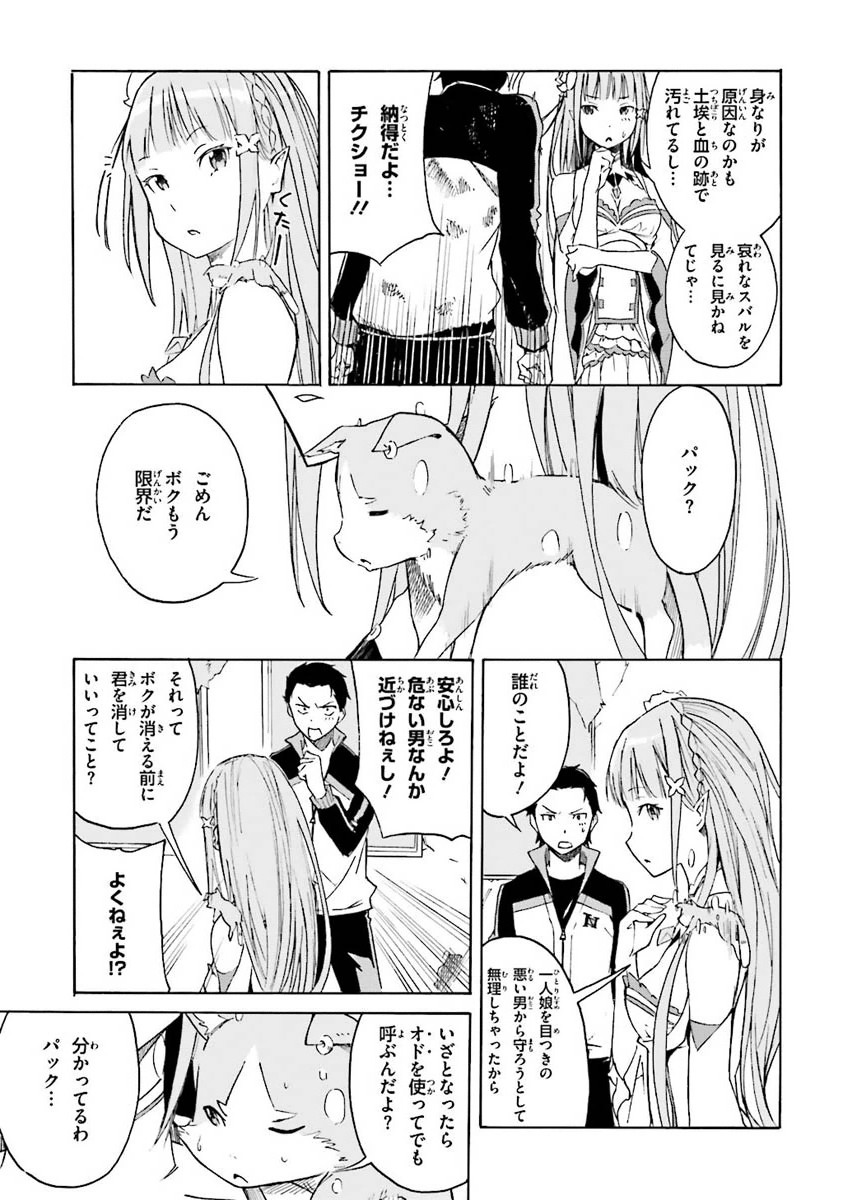 身なりが
原因なのかも
土埃と血の跡で
汚れてるし…
哀れなスバルを
見るに見かね
てじゃ…
納得だよ…
チクショー!!
くたー
パック?
ごめん
ボクもう
限界だ
誰のことだよ!
一人娘を目つきの
悪い男から守ろうとして
無理しちゃったから
N
安心しろよ!
危ない男なんか
近づけねぇし!
それって
ボクが消える前に
君を消して
いいってこと?
よくねぇよ!?
いざとなったら
オドを使ってでも
呼ぶんだよ?
分かってるわ
パック…